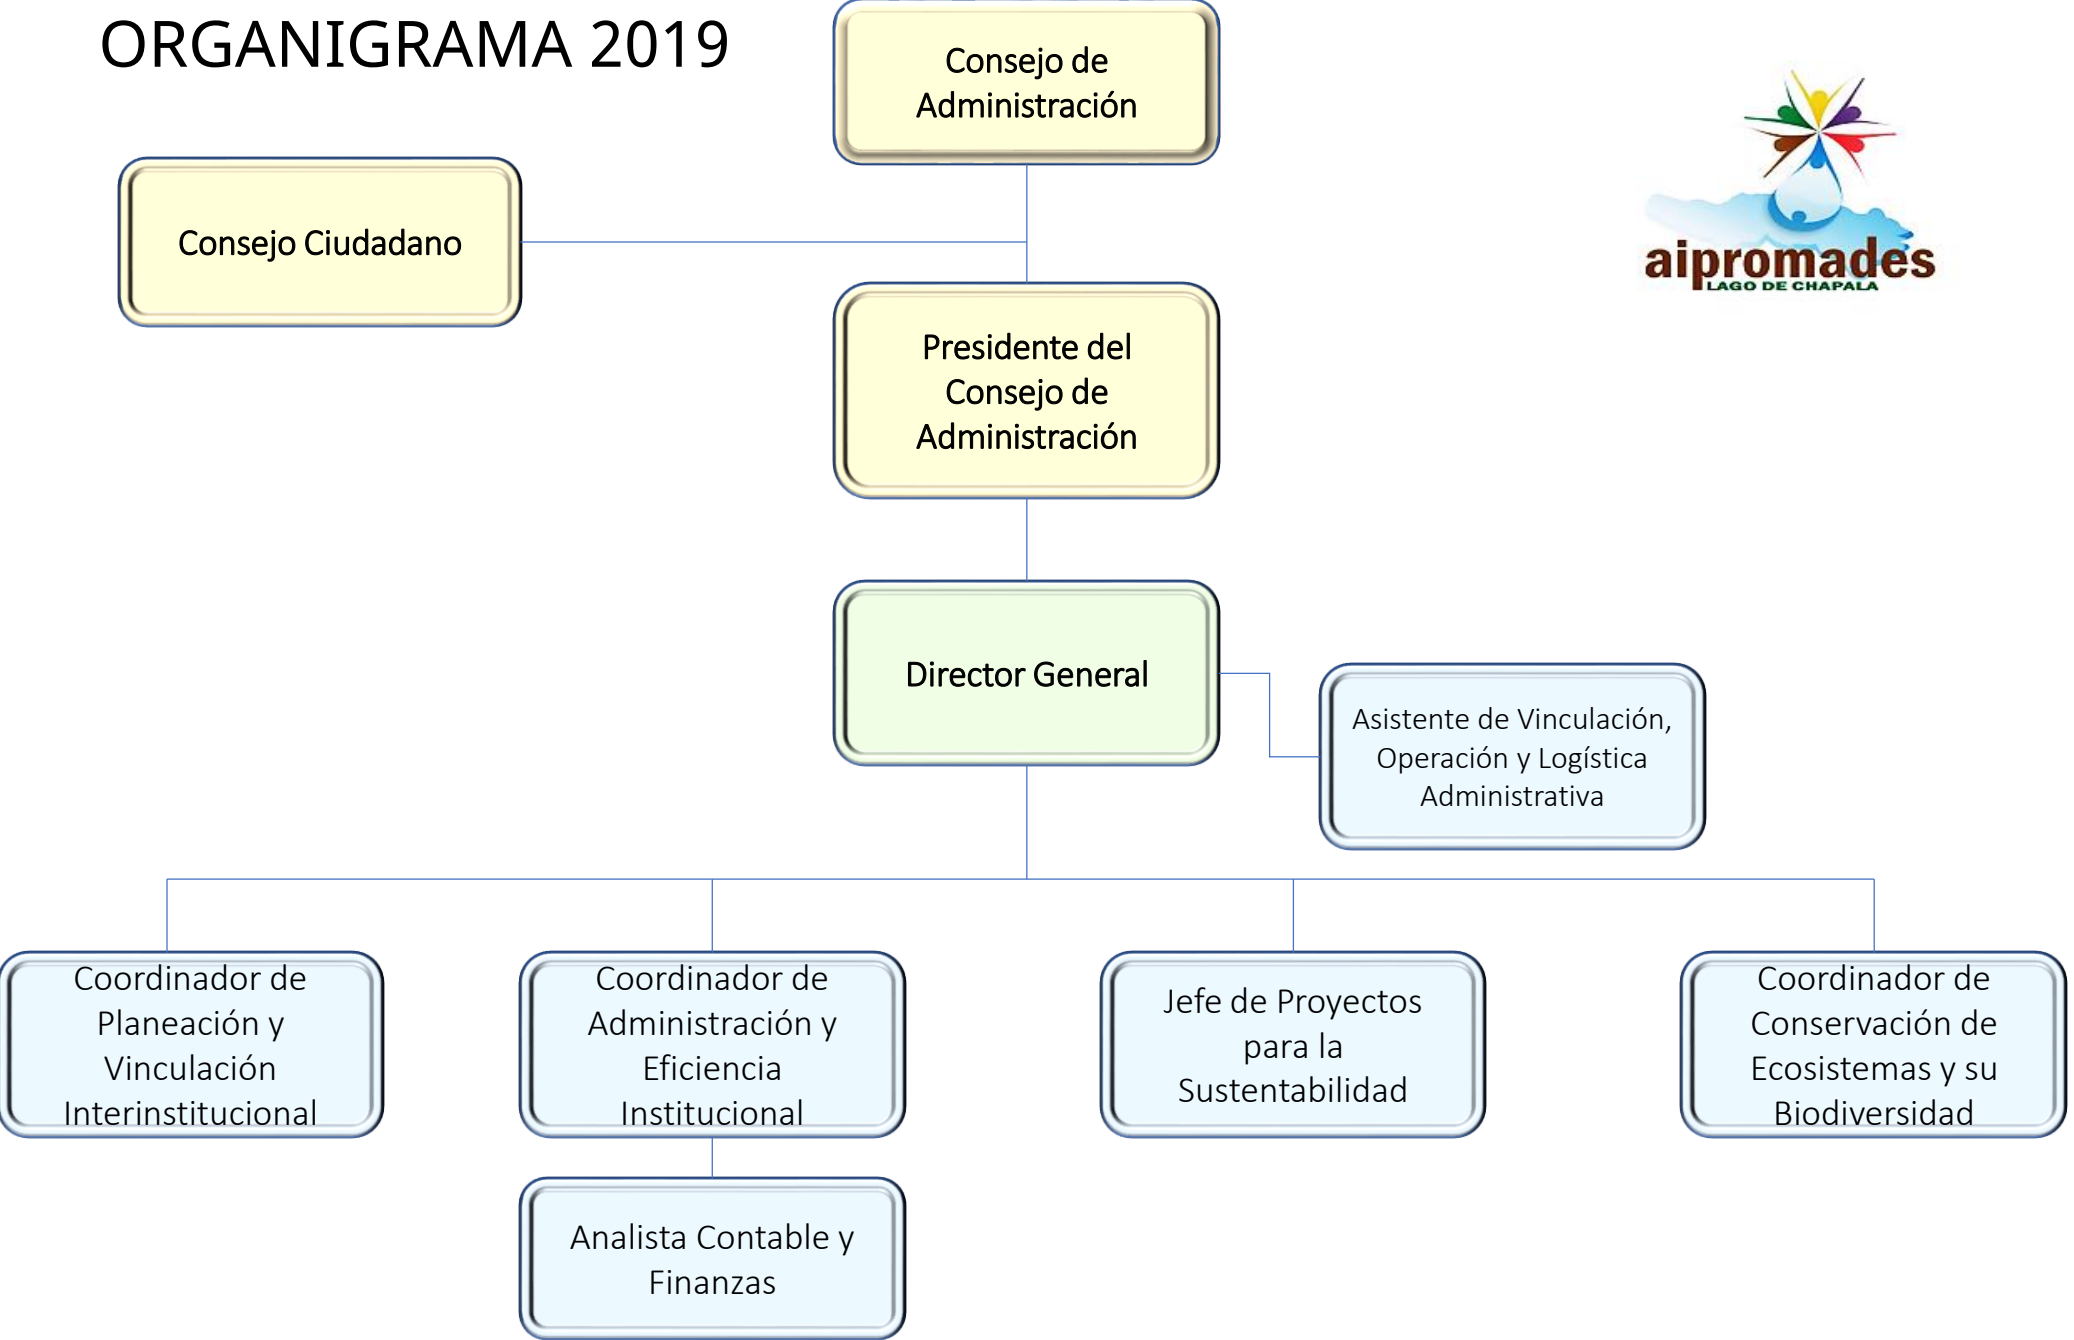 ORGANIGRAMA 2019
Consejo de
Administración
aipromades
LAGO DE CHAPALA
Consejo Ciudadano
Presidente del
Consejo de
Administración
Director General
Asistente de Vinculación,
Operación y Logística
Administrativa
Coordinador de
Planeación y
Vinculación
Interinstitucional
Coordinador de
Administración y
Eficiencia
Institucional
Jefe de Proyectos
para la
Sustentabilidad
Coordinador de
Conservación de
Ecosistemas y su
Biodiversidad
Analista Contable y
Finanzas